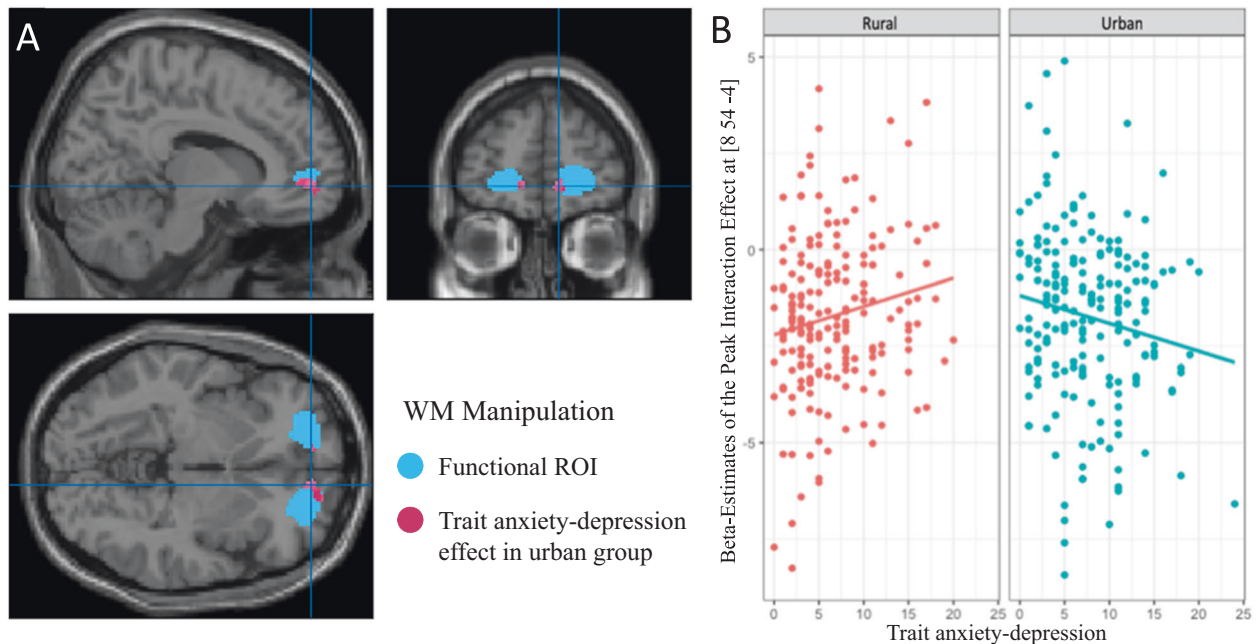 A
WM Manipulation
Functional ROI
Trait anxiety-depression
effect in urban group
B
Rural
Urban
Beta-Estimates of the Peak Interaction Effect at [8 54 -4]
5
0
-5
0
5
10
15
20
25
0
5
10
15
20
25
Trait anxiety-depression